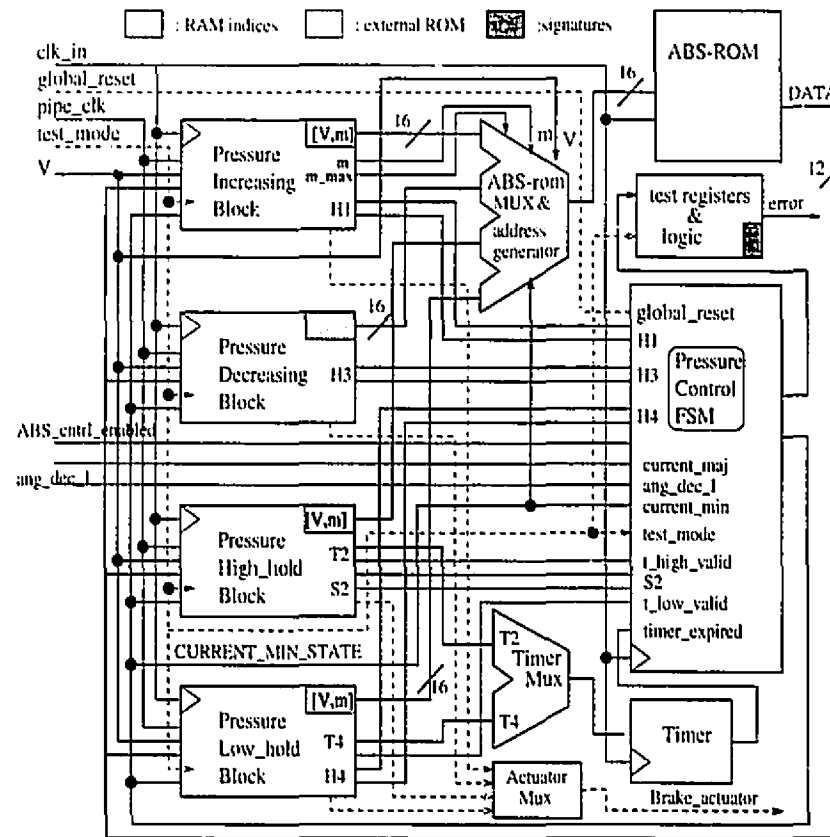 : RAM indices
: external ROM
:signatures
clk_in
global_reset
pipe_clk
test_mode
V
ABS-ROM
16
DATA
Pressure
Increasing
Block
[V,m]
m
m_max
H1
16
m
V
ABS-rom
MUX &
address
generator
test registers
&
logic
error
12
Pressure
Decreasing
Block
H3
16
global_reset
H1
H3
H4
Pressure
Control
FSM
ABS_cntrl_enabled
ang_dec_1
current_maj
ang_dec_1
current_min
test_mode
t_high_valid
S2
t_low_valid
timer_expired
Pressure
High_hold
Block
[V,m]
T2
S2
CURRENT_MIN_STATE
Pressure
Low_hold
Block
[V,m]
T4
H4
16
T2
Timer
Mux
T4
Timer
Actuator
Mux
Brake_actuator